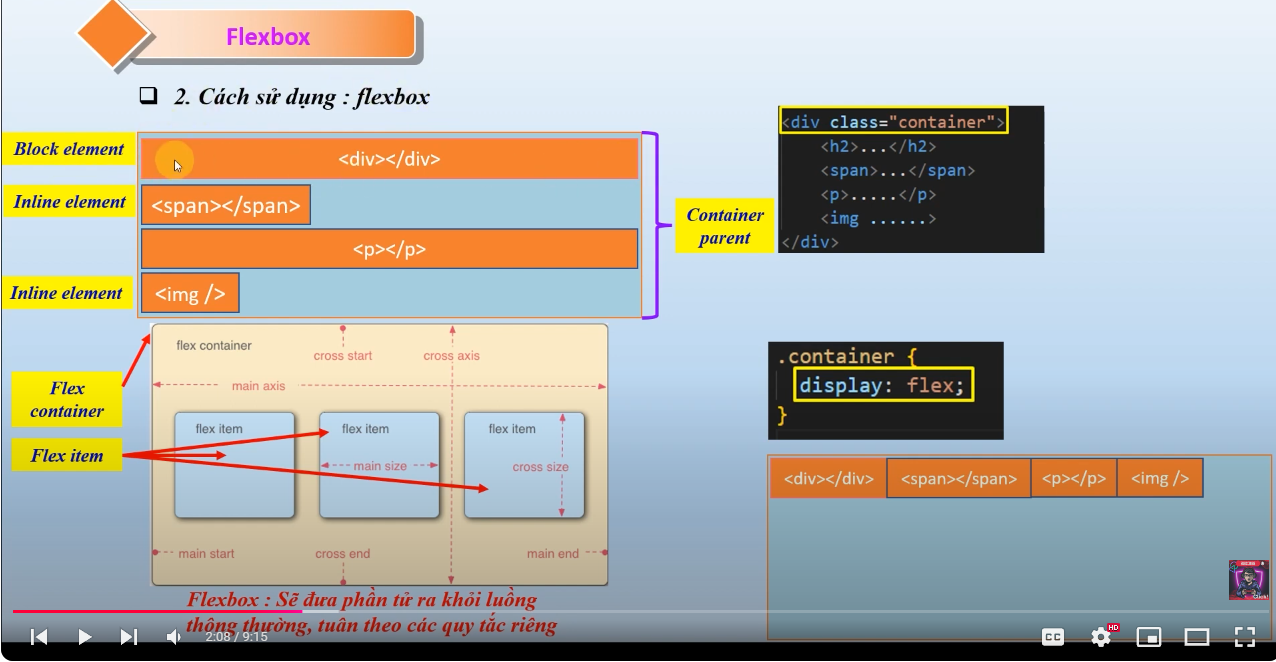 Flexbox
2. Cách sử dụng : flexbox
Block element
<div></div>
Inline element
<span></span>
<p></p>
Inline element
<img />
Container
parent
<div class="container">
<h2>...</h2>
<span>...</span>
<p>.....</p>
<img ......>
</div>
flex container
cross start
cross axis
main axis
Flex
container
flex item
flex item
flex item
Flex item
main size
cross size
main start
cross end
main end
.container {
display: flex;
}
<div></div>
<span></span>
<p></p>
<img />
Flexbox : Sẽ đưa phần tử ra khỏi luồng
thông thường, tuân theo các quy tắc riêng
2:08 / 9:15
CC
HD